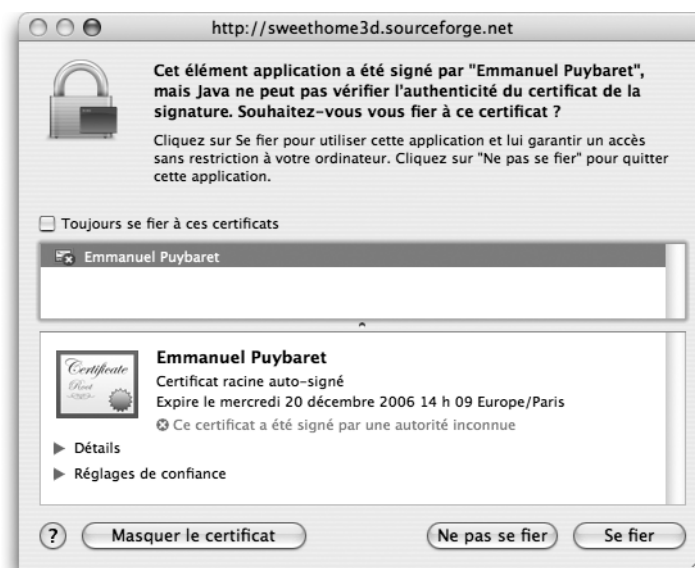 http://sweethome3d.sourceforge.net
Cet élément application a été signé par "Emmanuel Puybaret",
mais Java ne peut pas vérifier l'authenticité du certificat de la
signature. Souhaitez-vous vous fier à ce certificat ?
Cliquez sur Se fier pour utiliser cette application et lui garantir un accès
sans restriction à votre ordinateur. Cliquez sur "Ne pas se fier" pour quitter
cette application.
Toujours se fier à ces certificats
Emmanuel Puybaret
Certificate
Root
Emmanuel Puybaret
Certificat racine auto-signé
Expire le mercredi 20 décembre 2006 14 h 09 Europe/Paris
Ce certificat a été signé par une autorité inconnue
Détails
Réglages de confiance
? Masquer le certificat Ne pas se fier Se fier